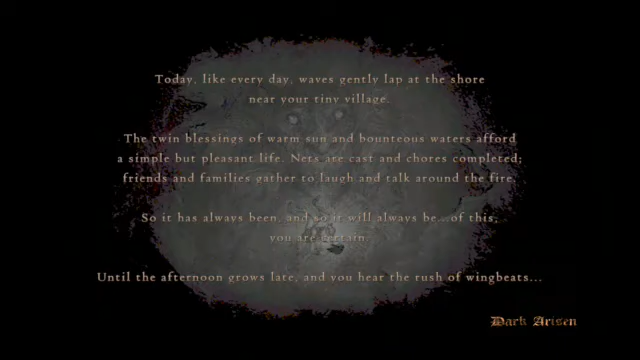 Today, like every day, waves gently lap at the shore
near your tiny village.
The twin blessings of warm sun and bounteous waters afford
a simple but pleasant life. Nets are cast and chores completed;
friends and families gather to laugh and talk around the fire.
So it has always been, and so it will always be...of this,
you are certain.
Until the afternoon grows late, and you hear the rush of wingbeats...
Dark Arisen